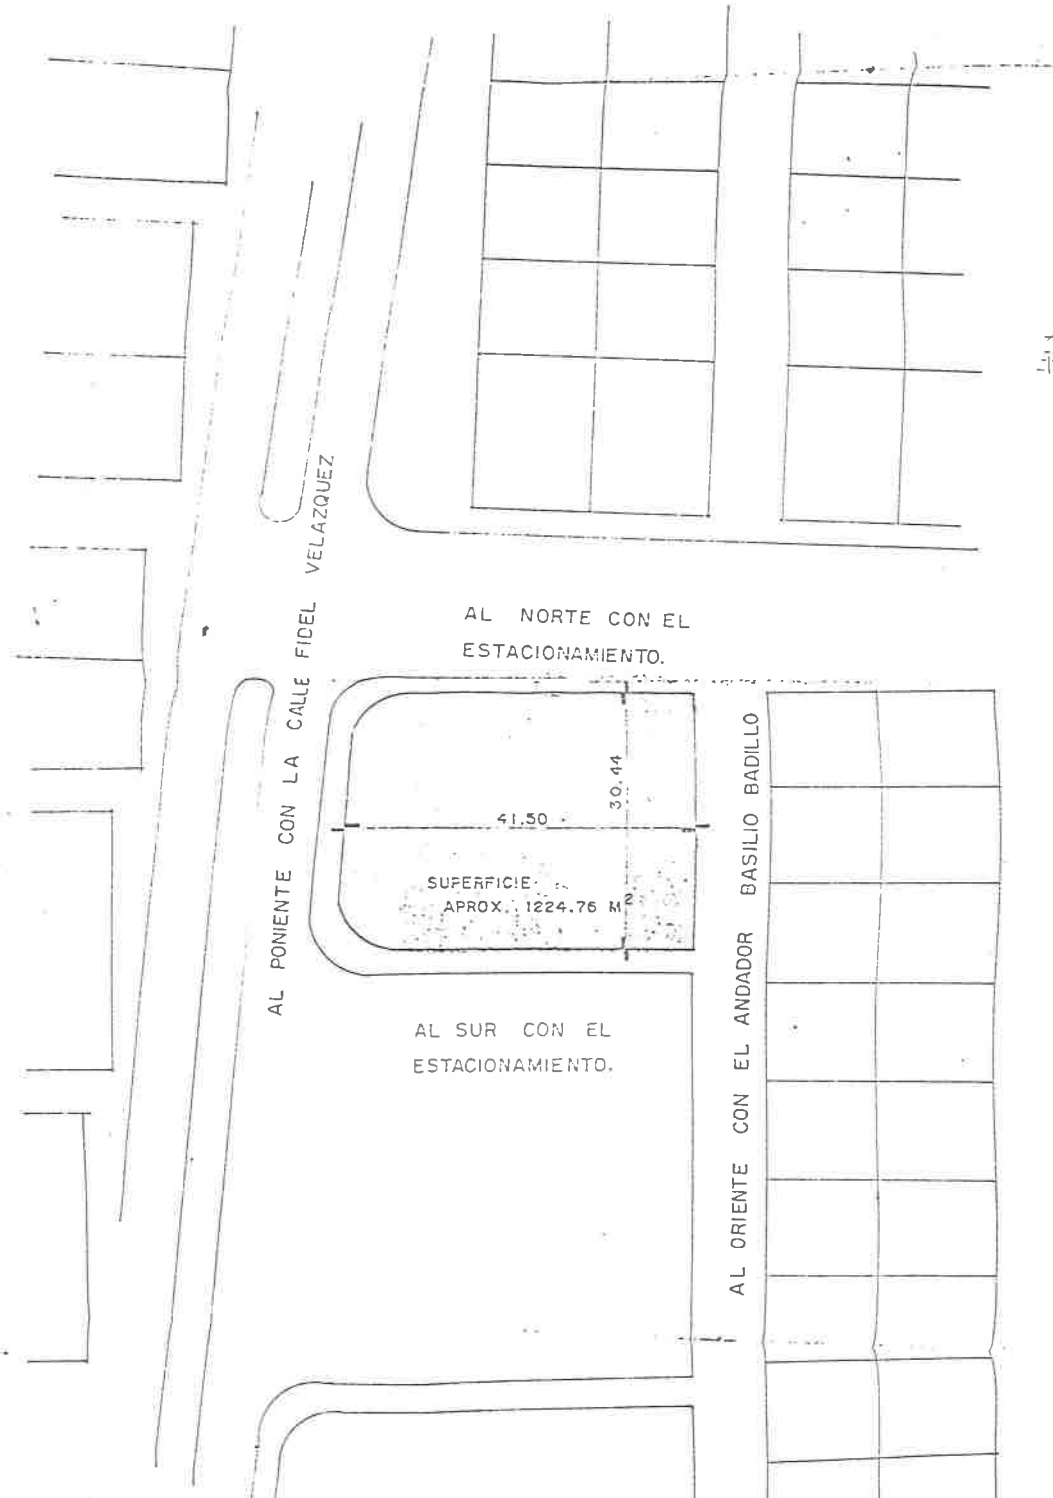 AL NORTE CON EL
ESTACIONAMIENTO.
AL PONIENTE CON LA CALLE FIDEL VELAZQUEZ
30.44
41.50
SUPERFICIE
APROX. 1224.76 M²
AL SUR CON EL
ESTACIONAMIENTO.
AL ORIENTE CON EL ANDADOR BASILIO BADILLO